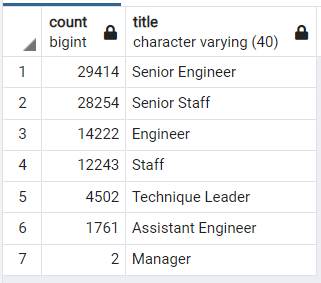 count title
bigint character varying (40)
1 29414 Senior Engineer
2 28254 Senior Staff
3 14222 Engineer
4 12243 Staff
5 4502 Technique Leader
6 1761 Assistant Engineer
7 2 Manager